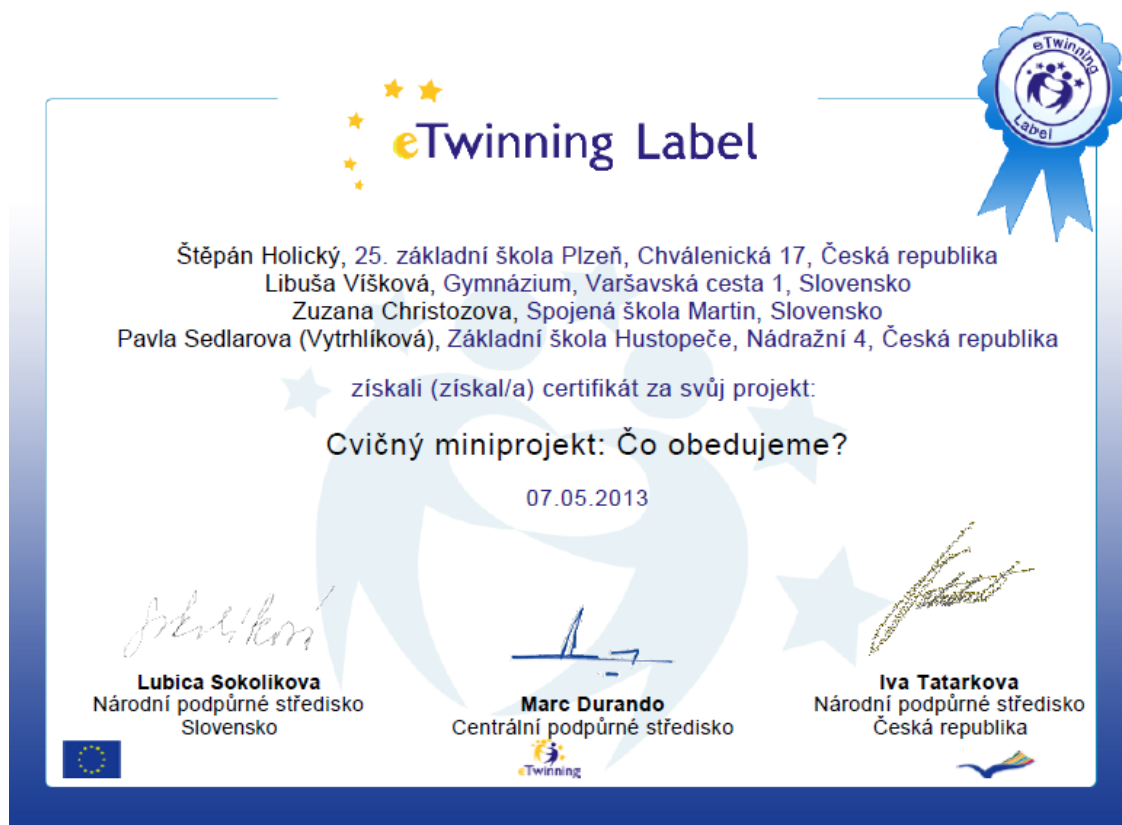 eTwinning
Label
eTwinning Label
Štěpán Holický, 25. základní škola Plzeň, Chválenická 17, Česká republika
Libuša Víšková, Gymnázium, Varšavská cesta 1, Slovensko
Zuzana Christozova, Spojená škola Martin, Slovensko
Pavla Sedlarova (Vytrhlíková), Základní škola Hustopeče, Nádražní 4, Česká republika
získali (získal/a) certifikát za svůj projekt:
Cvičný miniprojekt: Čo obedujeme?
07.05.2013
Sokolíková
Lubica Sokolikova
Národní podpůrné středisko
Slovensko
Marc Durando
Centrální podpůrné středisko
eTwinning
Iva Tatarkova
Národní podpůrné středisko
Česká republika